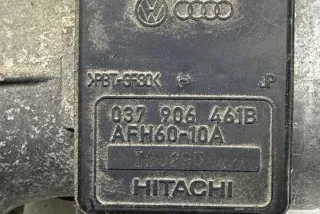 >PBT-GF30<
JP
037 906 461B
AFH60-10A
HITACHI